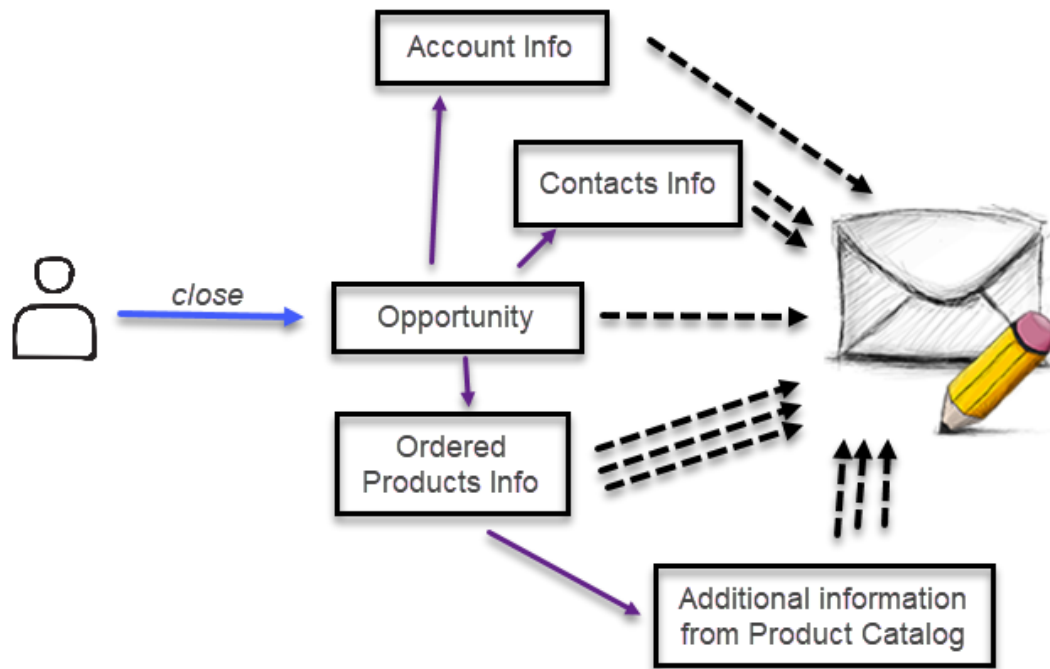 Account Info
Contacts Info
close
Opportunity
Ordered
Products Info
Additional information
from Product Catalog